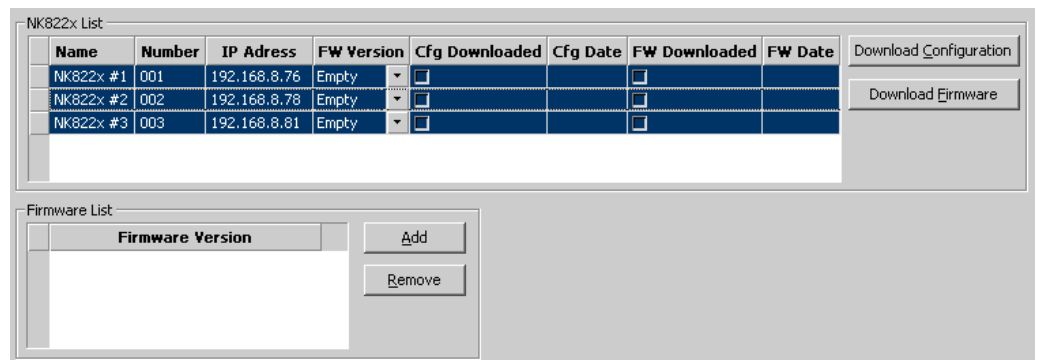 NK822x List
Name Number IP Adress FW Version Cfg Downloaded Cfg Date FW Downloaded FW Date Download Configuration
NK822x #1 001 192.168.8.76 Empty
NK822x #2 002 192.168.8.78 Empty Download Firmware
NK822x #3 003 192.168.8.81 Empty
Firmware List
Firmware Version Add
Remove